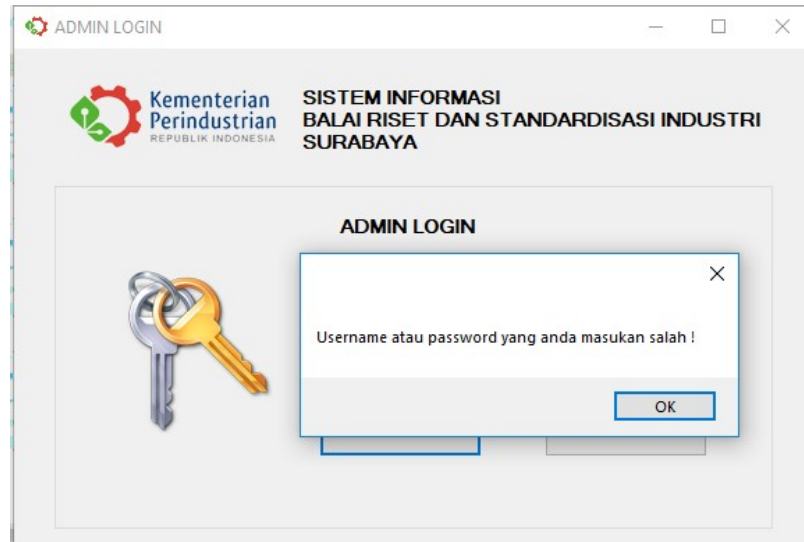 ADMIN LOGIN
Kementerian
Perindustrian
REPUBLIK INDONESIA
SISTEM INFORMASI
BALAI RISET DAN STANDARDISASI INDUSTRI
SURABAYA
ADMIN LOGIN
Username atau password yang anda masukan salah !
OK